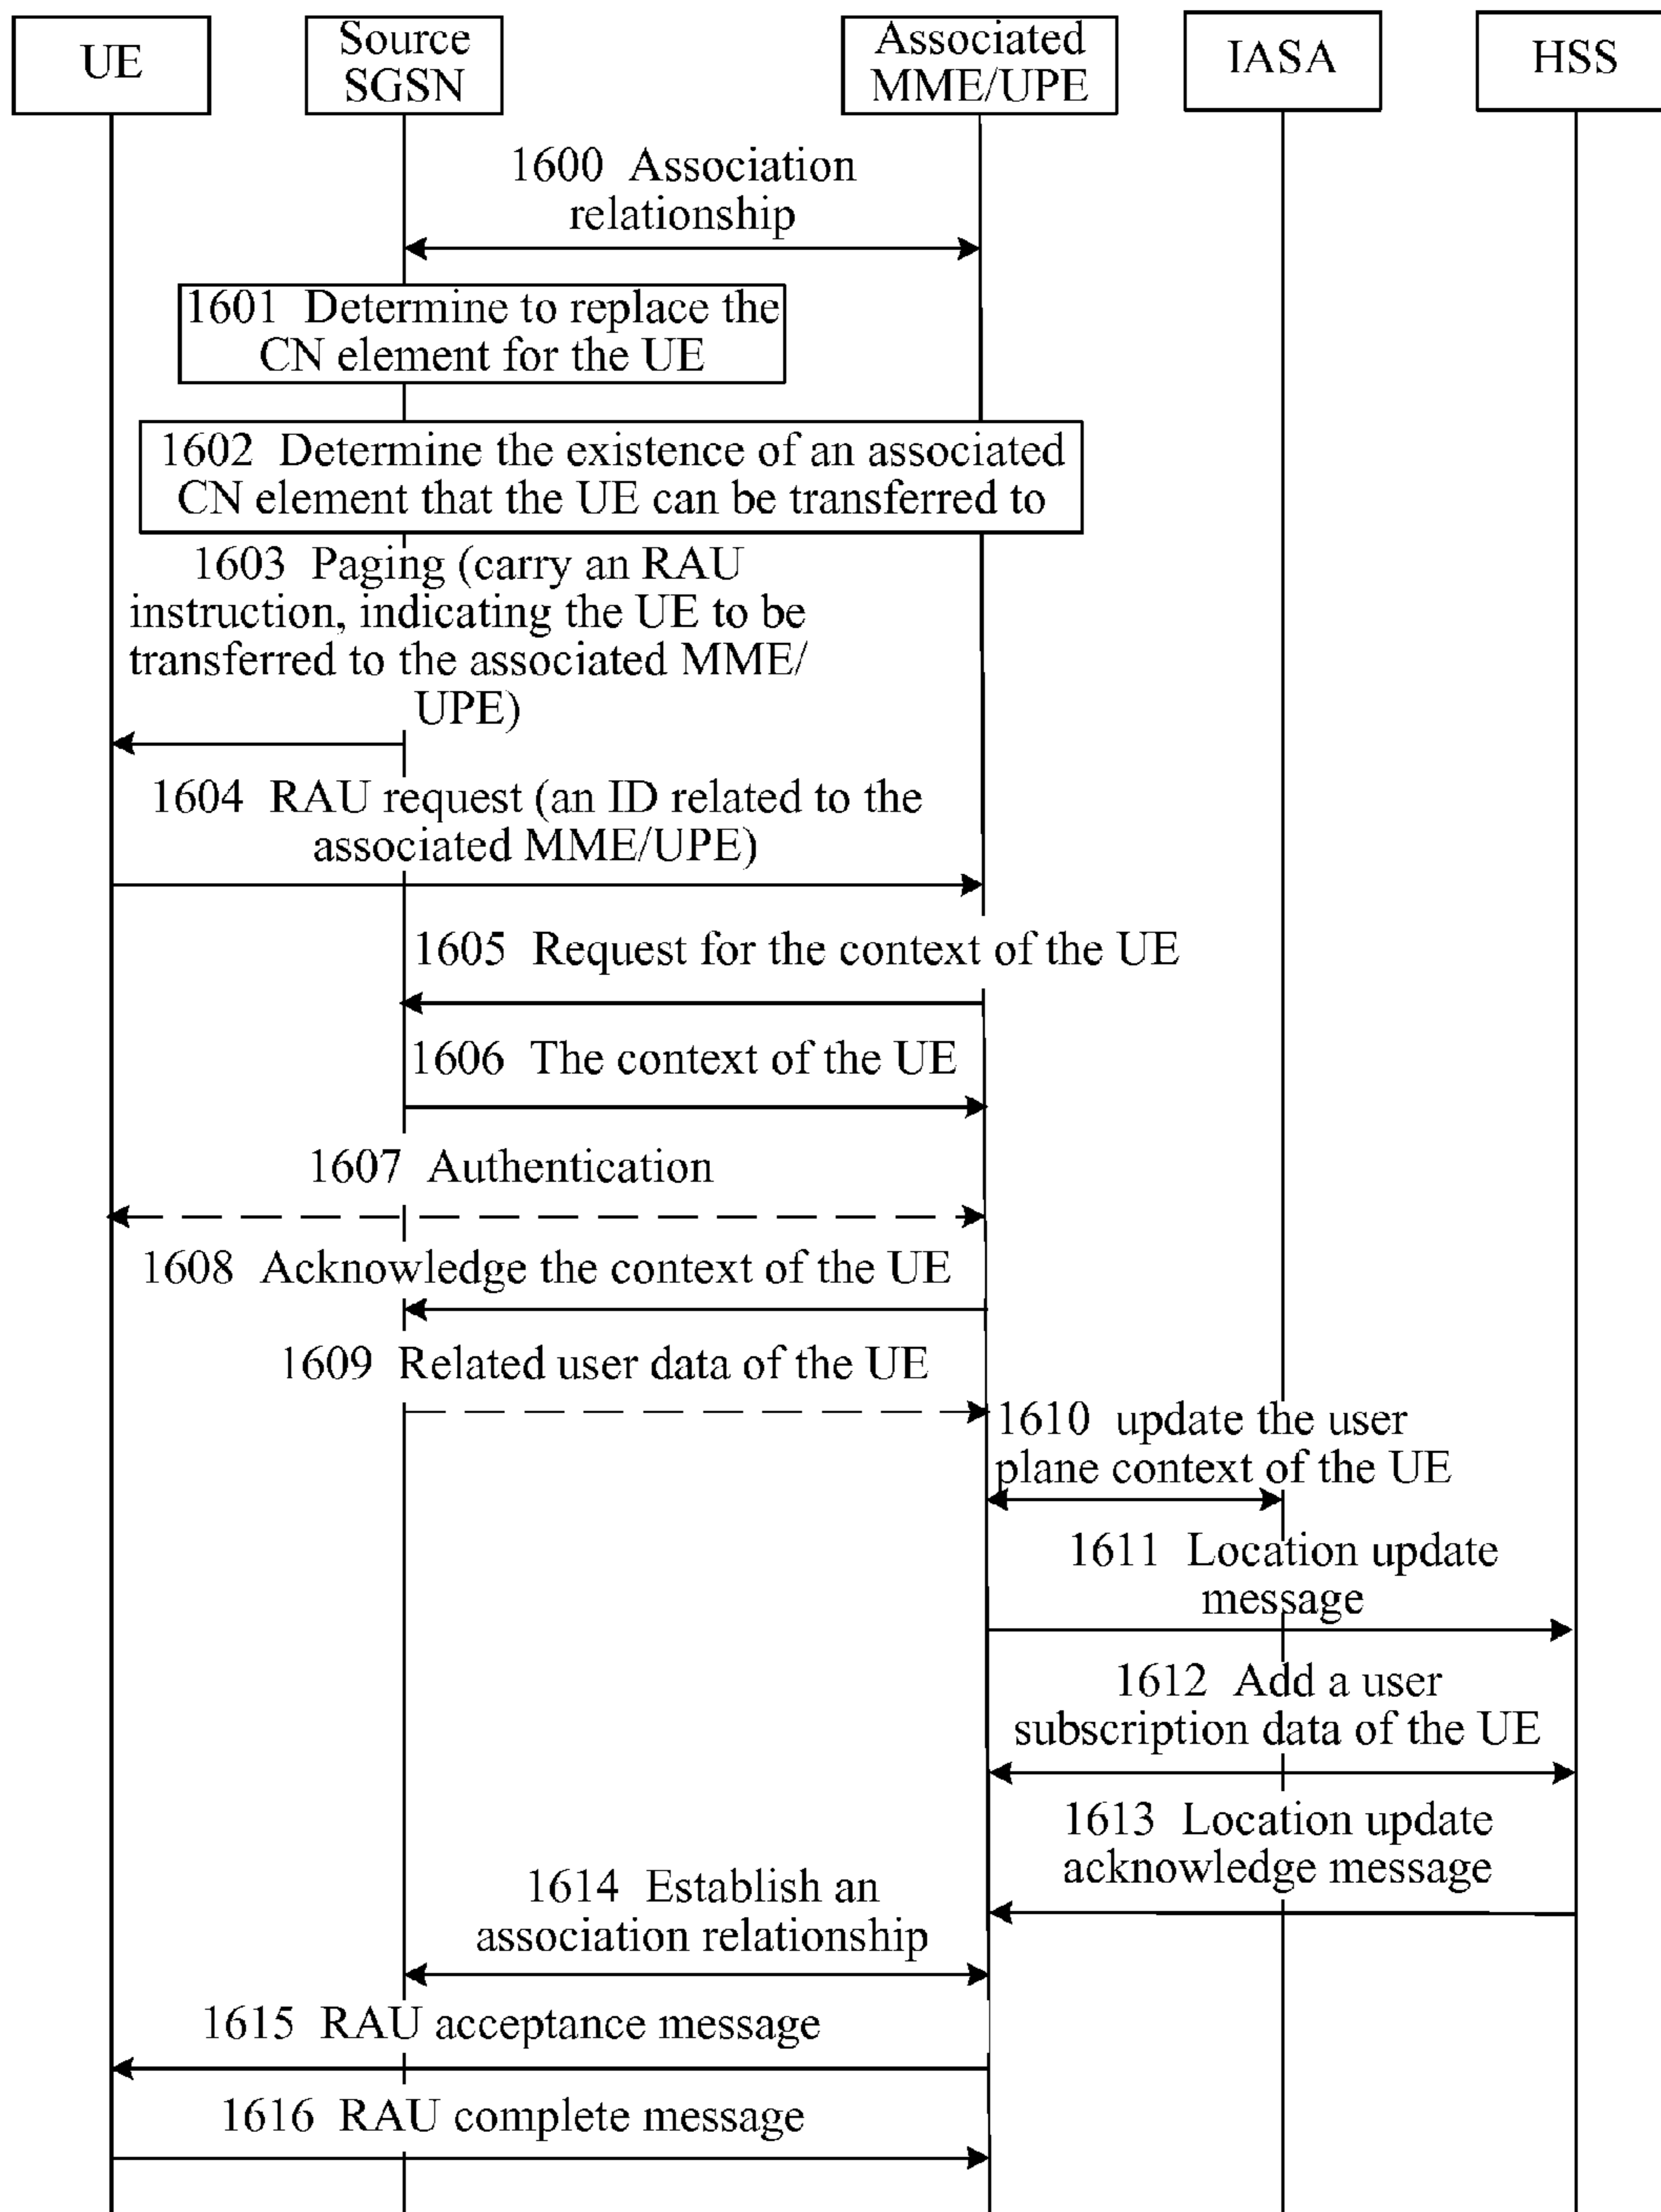 UE
Source
SGSN
Associated
MME/UPE
IASA
HSS
1600 Association
relationship
1601 Determine to replace the
CN element for the UE
1602 Determine the existence of an associated
CN element that the UE can be transferred to
1603 Paging (carry an RAU
instruction, indicating the UE to be
transferred to the associated MME/
UPE)
1604 RAU request (an ID related to the
associated MME/UPE)
1605 Request for the context of the UE
1606 The context of the UE
1607 Authentication
1608 Acknowledge the context of the UE
1609 Related user data of the UE
1610 update the user
plane context of the UE
1611 Location update
message
1612 Add a user
subscription data of the UE
1613 Location update
acknowledge message
1614 Establish an
association relationship
1615 RAU acceptance message
1616 RAU complete message